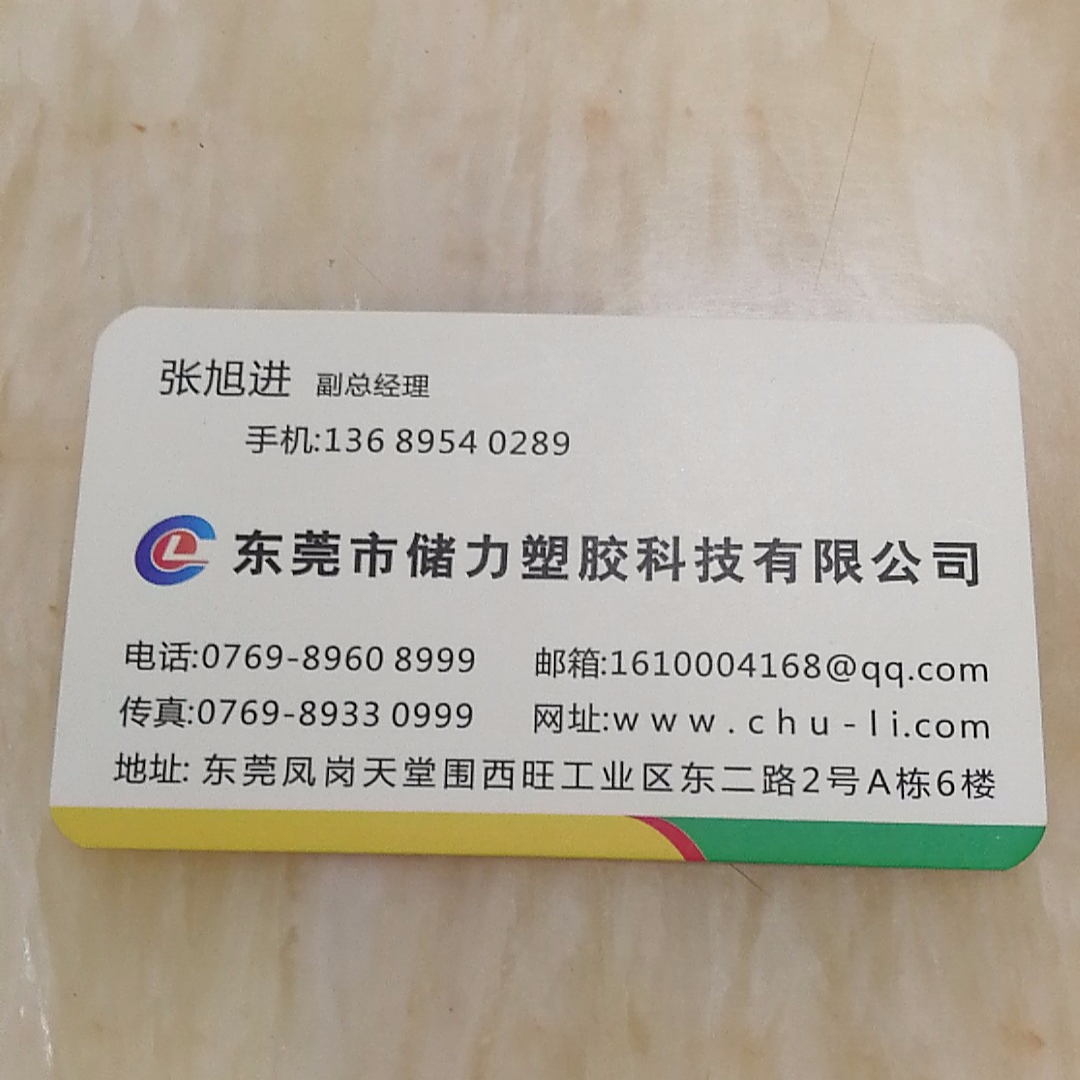 张旭进 副总经理
手机:136 8954 0289
东莞市储力塑胶科技有限公司
电话:0769-8960 8999 邮箱:1610004168@qq.com
传真:0769-8933 0999 网址:www.chu-li.com
地址: 东莞凤岗天堂围西旺工业区东二路2号A栋6楼